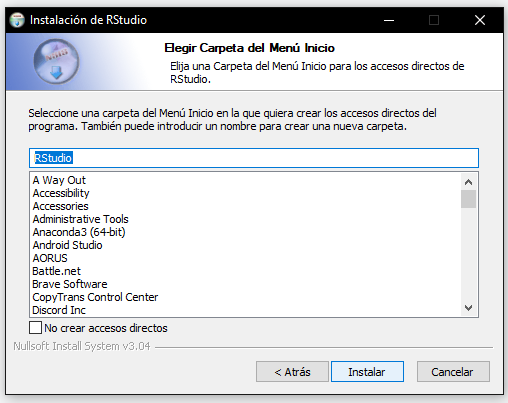 Instalación de RStudio
Elegir Carpeta del Menú Inicio
Elija una Carpeta del Menú Inicio para los accesos directos de
RStudio.
Seleccione una carpeta del Menú Inicio en la que quiera crear los accesos directos del
programa. También puede introducir un nombre para crear una nueva carpeta.
RStudio
A Way Out
Accessibility
Accessories
Administrative Tools
Anaconda3 (64-bit)
Android Studio
AORUS
Battle.net
Brave Software
CopyTrans Control Center
Discord Inc
No crear accesos directos
Nullsoft Install System v3.04
< Atrás
Instalar
Cancelar